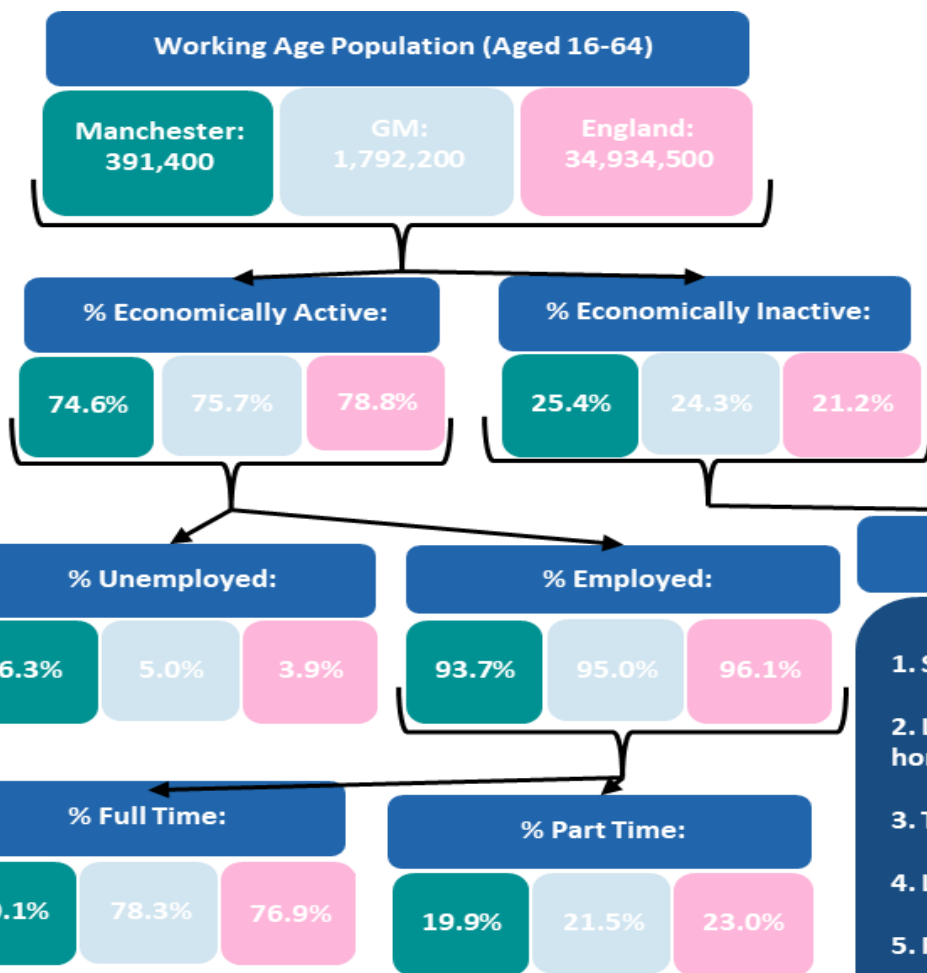 Working Age Population (Aged 16-64)
Manchester:
391,400
GM:
1,792,200
England:
34,934,500
% Economically Active:
% Economically Inactive:
74.6%
75.7%
78.8%
25.4%
24.3%
21.2%
% Unemployed:
% Employed:
6.3%
5.0%
3.9%
93.7%
95.0%
96.1%
1. S
2.
hor
3. T
4.
5.
% Full Time:
% Part Time:
.1%
78.3%
76.9%
19.9%
21.5%
23.0%